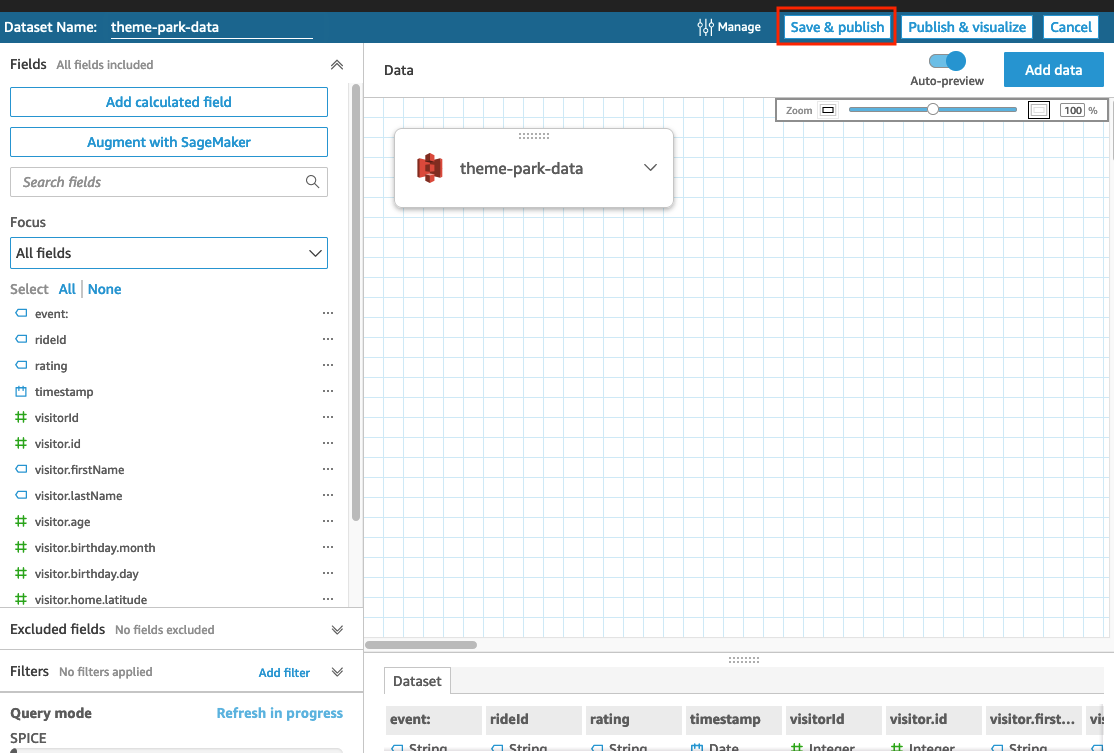 Dataset Name: theme-park-data Manage Save & publish Publish & visualize Cancel
Fields All fields included
Add calculated field
Augment with SageMaker
Search fields
Focus
All fields
Select All None
event:
rideId
rating
timestamp
visitorId
visitor.id
visitor.firstName
visitor.lastName
visitor.age
visitor.birthday.month
visitor.birthday.day
visitor.home.latitude
Excluded fields No fields excluded
Filters No filters applied Add filter
Query mode Refresh in progress
SPICE
Data
Auto-preview
Add data
Zoom 100 %
theme-park-data
Dataset
event: rideId rating timestamp visitorId visitor.id visitor.first...
String String String Date Integer Integer String